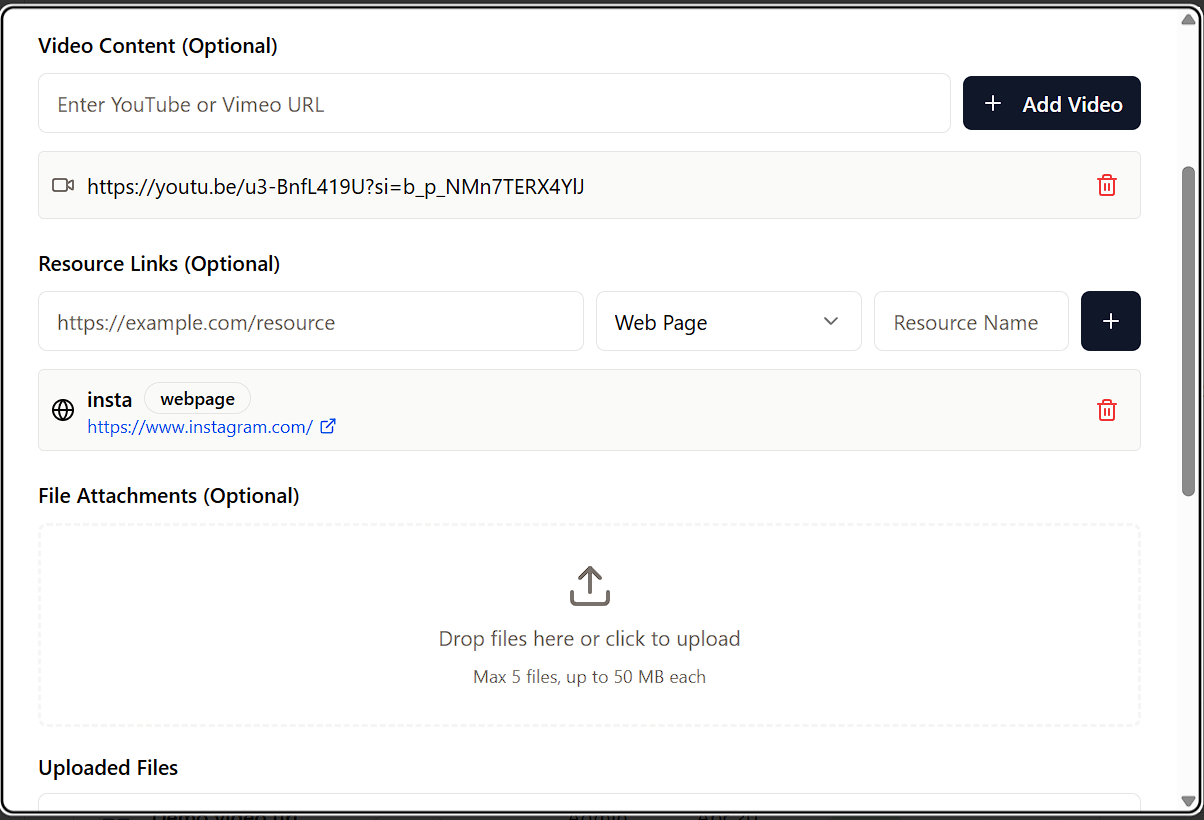 Video Content (Optional)
Enter YouTube or Vimeo URL
Add Video
https://youtu.be/u3-BnfL419U?si=b_p_NMn7TERX4YlJ
Resource Links (Optional)
https://example.com/resource
Web Page
Resource Name
insta
webpage
https://www.instagram.com/
File Attachments (Optional)
Drop files here or click to upload
Max 5 files, up to 50 MB each
Uploaded Files